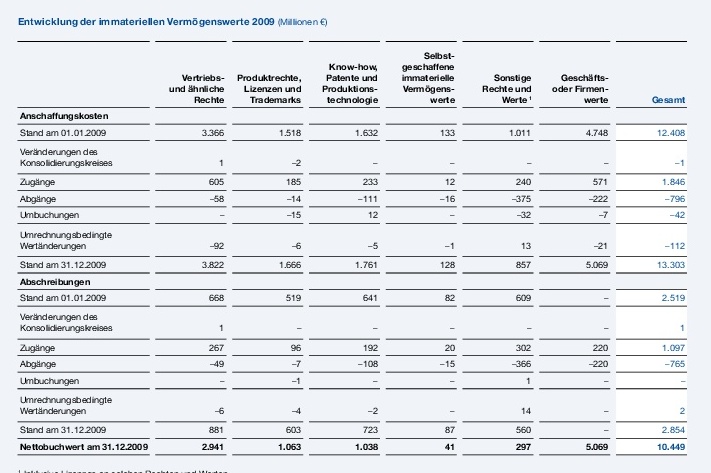 Entwicklung der immateriellen Vermögenswerte 2009 (Millionen €)
Vertriebs- und ähnliche Rechte | Produktrechte, Lizenzen und Trademarks | Know-how, Patente und Produktions- technologie | Selbst- geschaffene immaterielle Vermögens- werte | Sonstige Rechte und Werte ¹ | Geschäfts- oder Firmen- werte | Gesamt
Anschaffungskosten
Stand am 01.01.2009 3.366 1.518 1.632 133 1.011 4.748 12.408
Veränderungen des
Konsolidierungskreises 1 –2 – – – – –1
Zugänge 605 185 233 12 240 571 1.846
Abgänge –58 –14 –111 –16 –375 –222 –796
Umbuchungen – –15 12 – –32 –7 –42
Umrechnungsbedingte
Wertänderungen –92 –6 –5 –1 13 –21 –112
Stand am 31.12.2009 3.822 1.666 1.761 128 857 5.069 13.303
Abschreibungen
Stand am 01.01.2009 668 519 641 82 609 – 2.519
Veränderungen des
Konsolidierungskreises 1 – – – – – 1
Zugänge 267 96 192 20 302 220 1.097
Abgänge –49 –7 –108 –15 –366 –220 –765
Umbuchungen – –1 – – 1 – –
Umrechnungsbedingte
Wertänderungen –6 –4 –2 – 14 – 2
Stand am 31.12.2009 881 603 723 87 560 – 2.854
Nettobuchwert am 31.12.2009 2.941 1.063 1.038 41 297 5.069 10.449